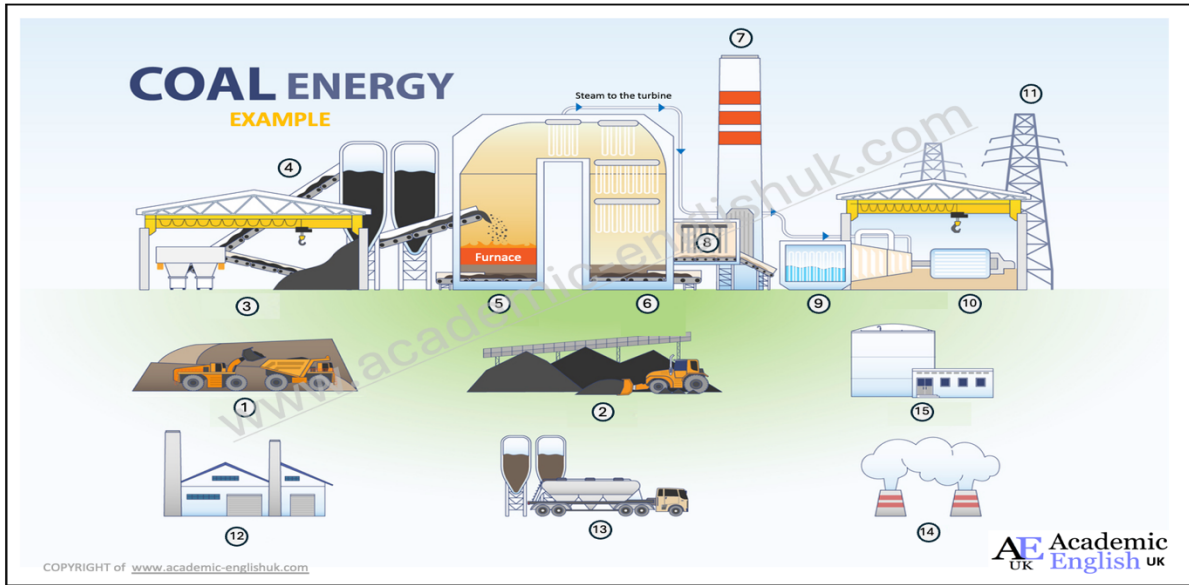 COAL ENERGY
EXAMPLE
Steam to the turbine
7
11
4
Furnace
8
3
5
6
9
10
1
2
15
12
13
14
www.academic-englishuk.com
COPYRIGHT of www.academic-englishuk.com
AE UK Academic English UK